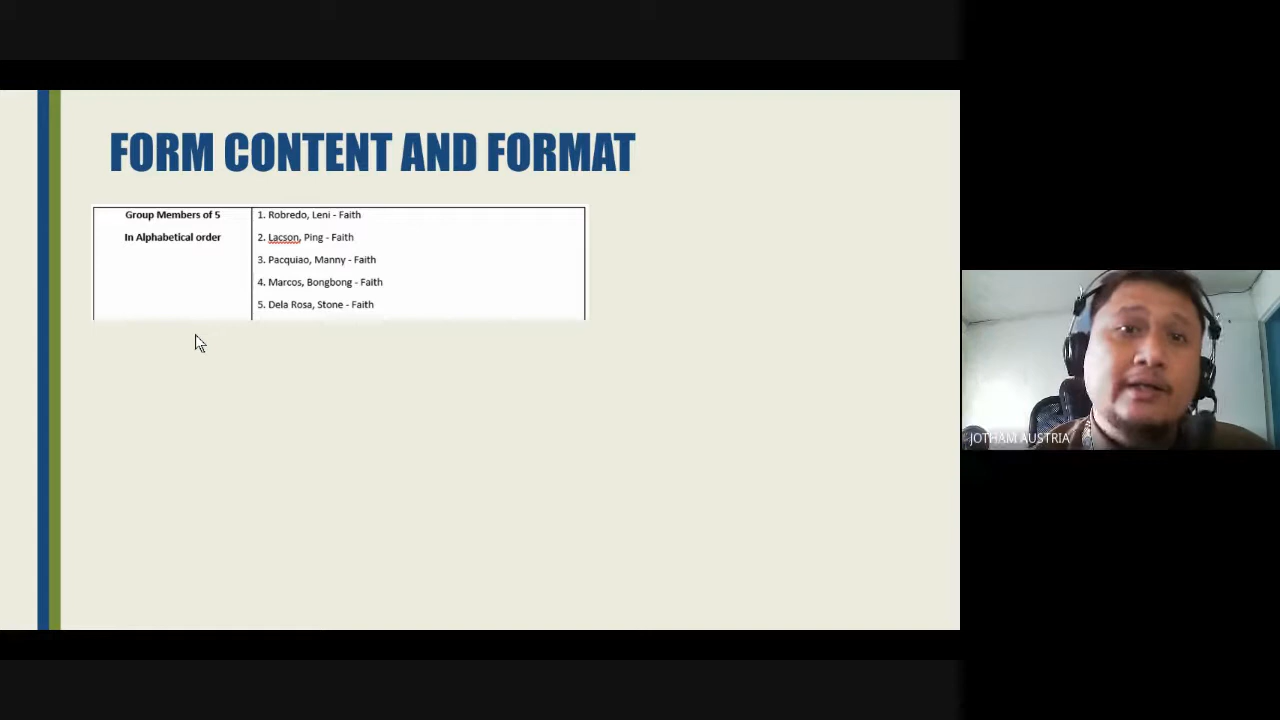 FORM CONTENT AND FORMAT
Group Members of 5
In Alphabetical order
1. Robredo, Leni - Faith
2. Lacson, Ping - Faith
3. Pacquiao, Manny - Faith
4. Marcos, Bongbong - Faith
5. Dela Rosa, Stone - Faith
JOTHAM AUSTRIA